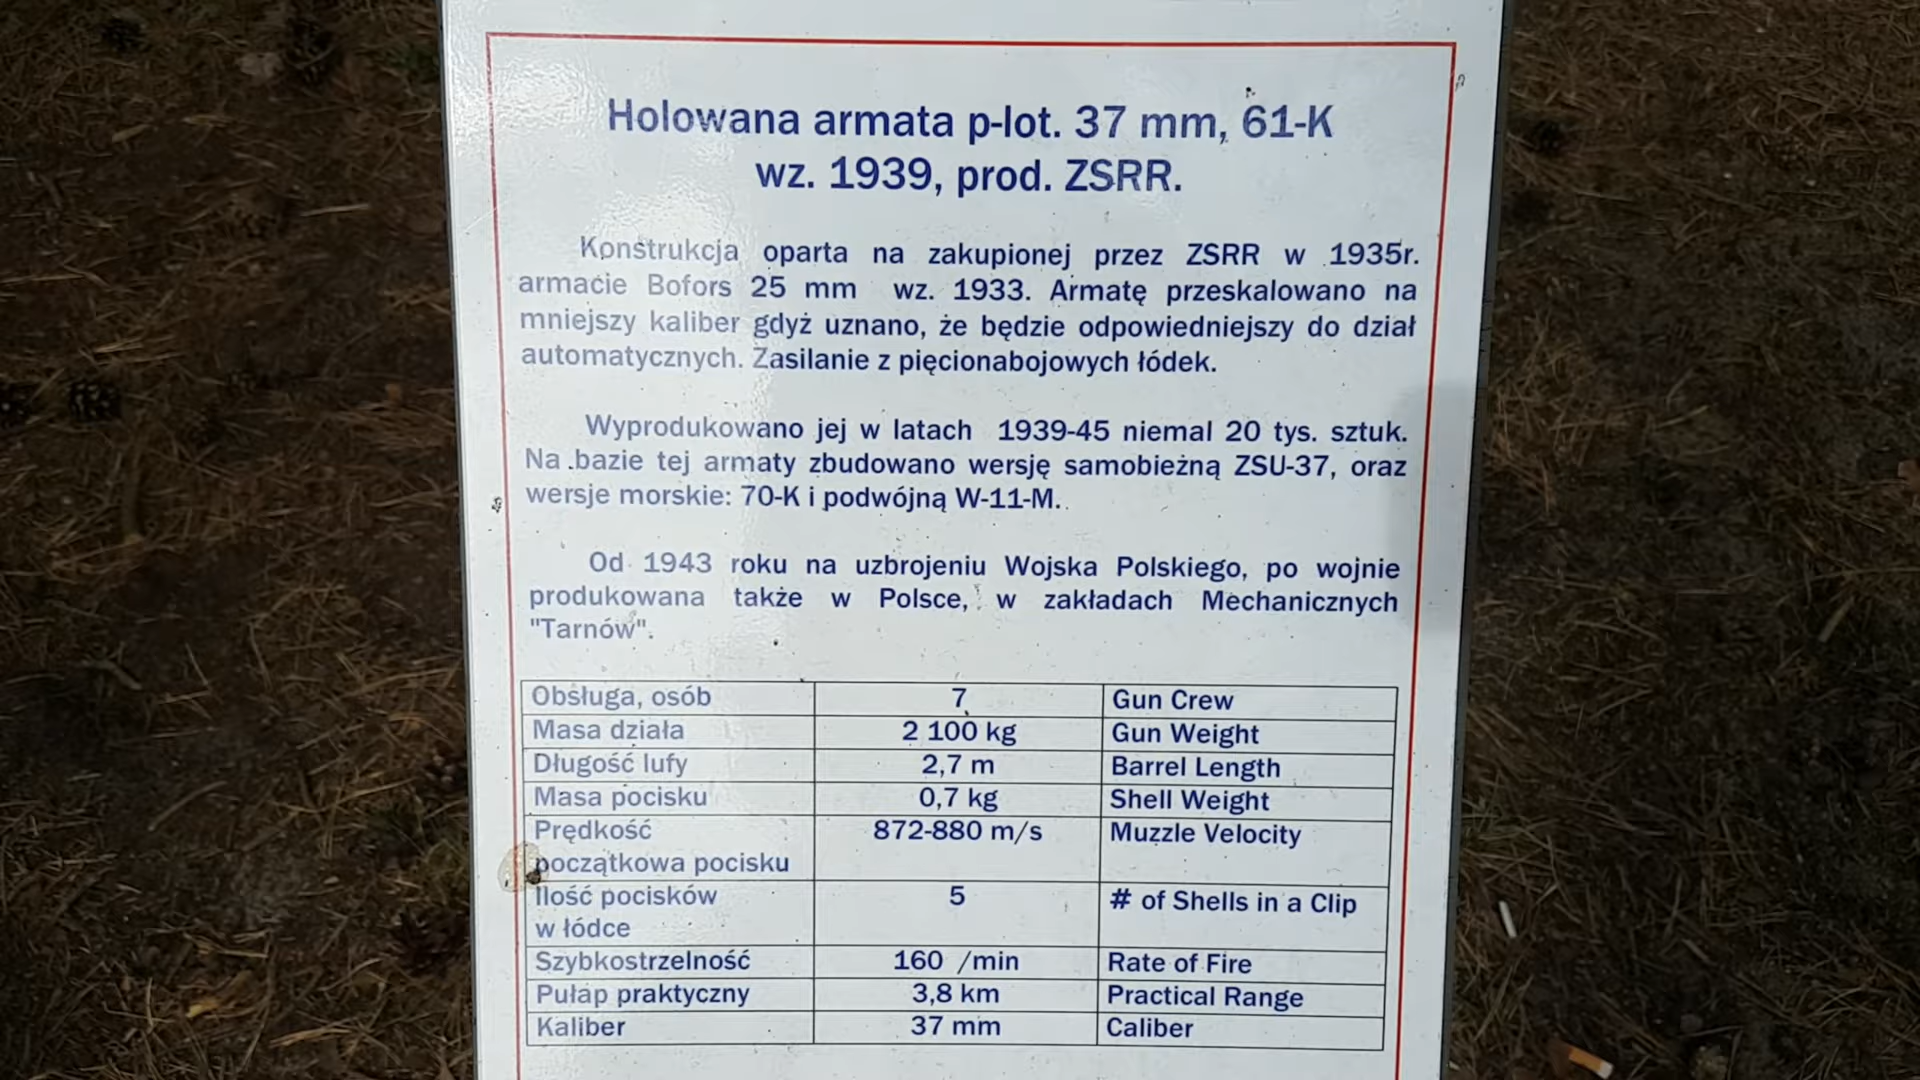 Holowana armata p-lot. 37 mm, 61-K
wz. 1939, prod. ZSRR.
Konstrukcja oparta na zakupionej przez ZSRR w 1935r.
armacie Bofors 25 mm wz. 1933. Armatę przeskalowano na
mniejszy kaliber gdyż uznano, że będzie odpowiedniejszy do dział
automatycznych. Zasilanie z pięcionabojowych łódek.
Wyprodukowano jej w latach 1939-45 niemal 20 tys. sztuk.
Na bazie tej armaty zbudowano wersję samobieżną ZSU-37, oraz
wersje morskie: 70-K i podwójną W-11-M.
Od 1943 roku na uzbrojeniu Wojska Polskiego, po wojnie
produkowana także w Polsce, w zakładach Mechanicznych
"Tarnów".
Obsługa, osób 7 Gun Crew
Masa działa 2 100 kg Gun Weight
Długość lufy 2,7 m Barrel Length
Masa pocisku 0,7 kg Shell Weight
Prędkość 872-880 m/s Muzzle Velocity
początkowa pocisku
Ilość pocisków 5 # of Shells in a Clip
w łódce
Szybkostrzelność 160 /min Rate of Fire
Pułap praktyczny 3,8 km Practical Range
Kaliber 37 mm Caliber